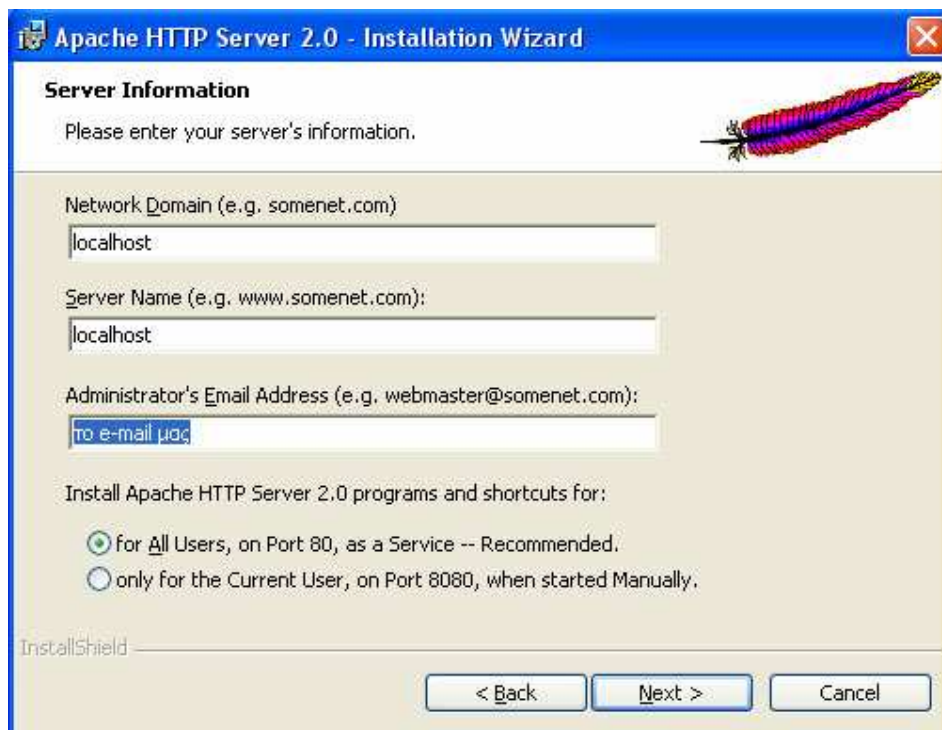 Apache HTTP Server 2.0 - Installation Wizard
Server Information
Please enter your server's information.
Network Domain (e.g. somenet.com)
localhost
Server Name (e.g. www.somenet.com):
localhost
Administrator's Email Address (e.g. webmaster@somenet.com):
το e-mail μας
Install Apache HTTP Server 2.0 programs and shortcuts for:
for All Users, on Port 80, as a Service -- Recommended.
only for the Current User, on Port 8080, when started Manually.
InstallShield
< Back Next > Cancel